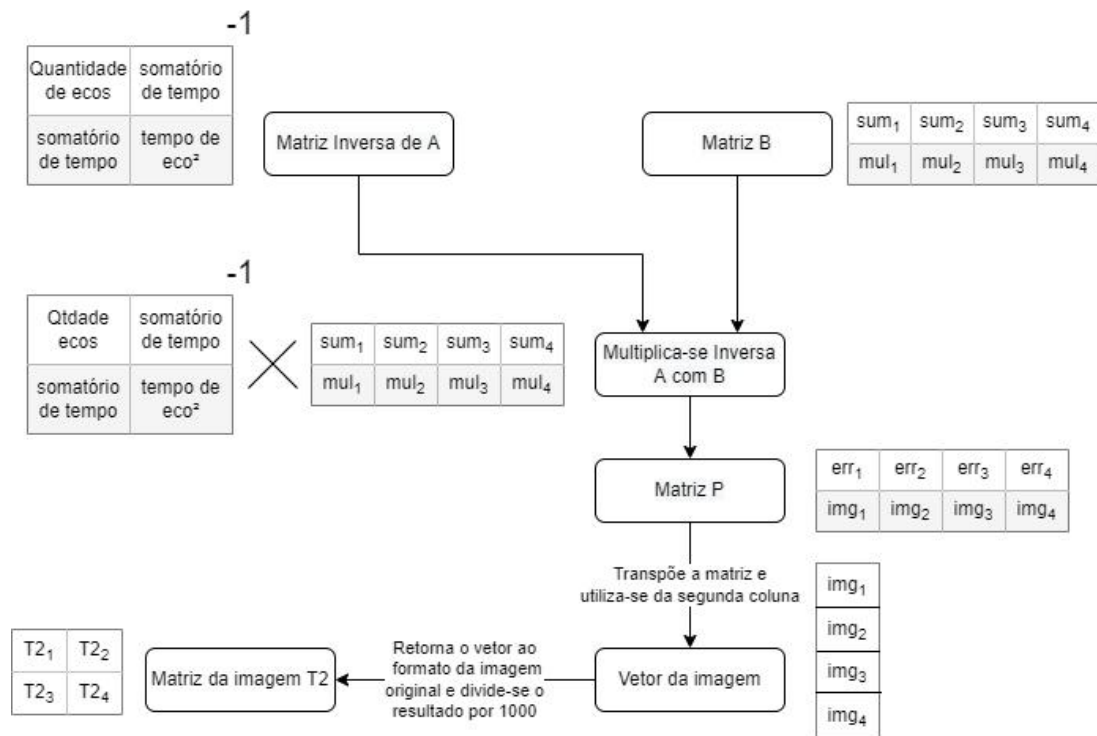 -1
Quantidade de ecos somatório de tempo
somatório de tempo tempo de eco²
Matriz Inversa de A
Matriz B
sum₁ sum₂ sum₃ sum₄
mul₁ mul₂ mul₃ mul₄
-1
Qtdade ecos somatório de tempo
somatório de tempo tempo de eco²
sum₁ sum₂ sum₃ sum₄
mul₁ mul₂ mul₃ mul₄
Multiplica-se Inversa
A com B
Matriz P
err₁ err₂ err₃ err₄
img₁ img₂ img₃ img₄
Transpõe a matriz e
utiliza-se da segunda coluna
img₁
img₂
img₃
img₄
Vetor da imagem
Retorna o vetor ao
formato da imagem
original e divide-se o
resultado por 1000
Matriz da imagem T2
T2₁ T2₂
T2₃ T2₄